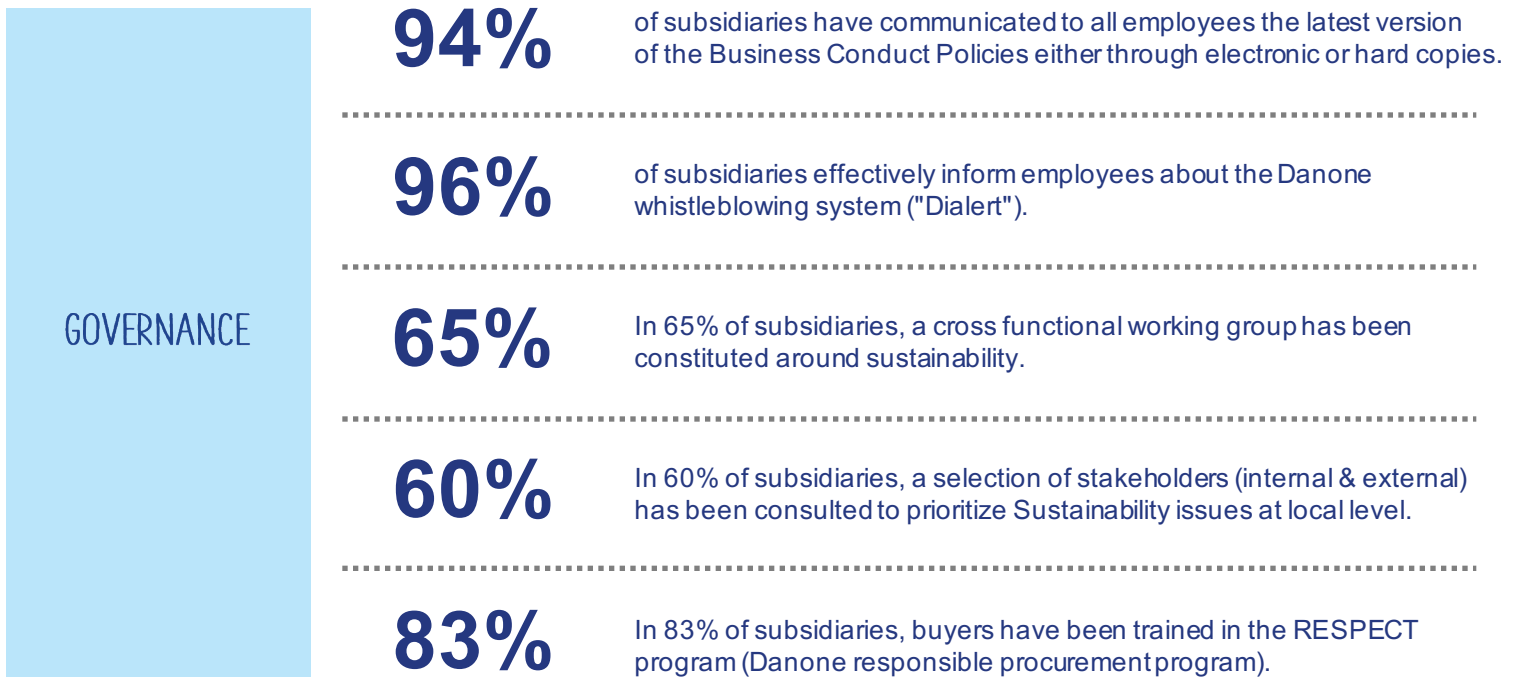 GOVERNANCE
94%
of subsidiaries have communicated to all employees the latest version
of the Business Conduct Policies either through electronic or hard copies.
96%
of subsidiaries effectively inform employees about the Danone
whistleblowing system ("Dialert").
65%
In 65% of subsidiaries, a cross functional working group has been
constituted around sustainability.
60%
In 60% of subsidiaries, a selection of stakeholders (internal & external)
has been consulted to prioritize Sustainability issues at local level.
83%
In 83% of subsidiaries, buyers have been trained in the RESPECT
program (Danone responsible procurement program).